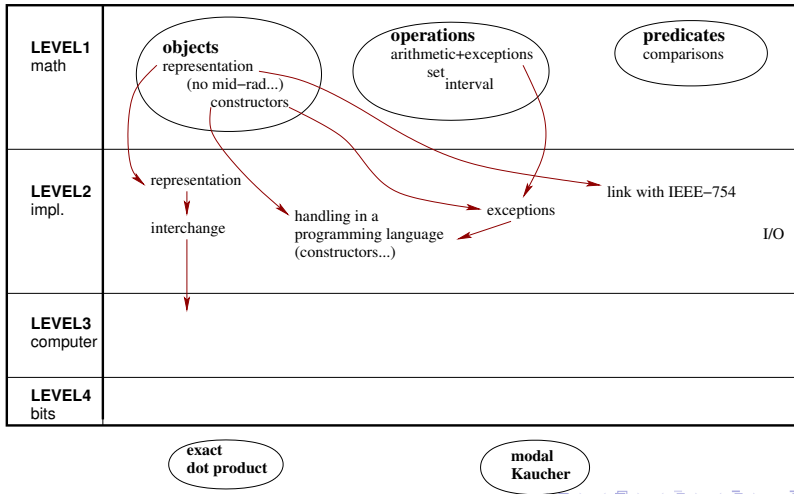 LEVEL1
math
objects
representation
(no mid−rad...)
constructors
operations
arithmetic+exceptions
set
interval
predicates
comparisons
LEVEL2
impl.
representation
interchange
handling in a
programming language
(constructors...)
exceptions
link with IEEE−754
I/O
LEVEL3
computer
LEVEL4
bits
exact
dot product
modal
Kaucher